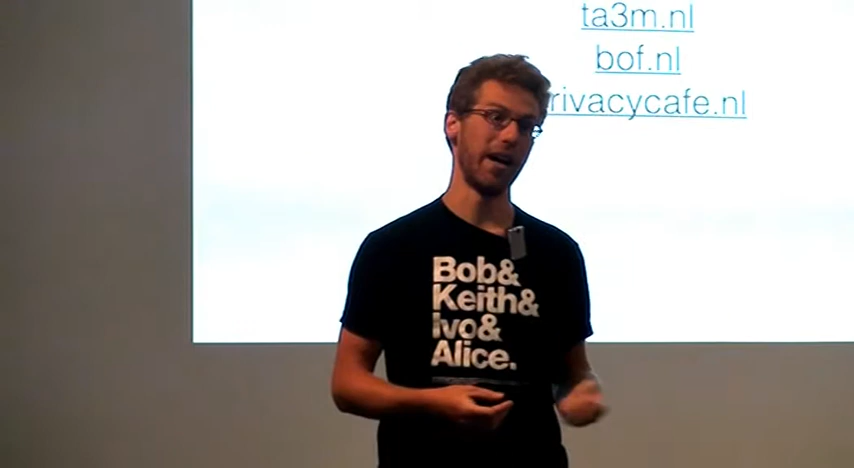 ta3m.nl
bof.nl
rivacycafe.nl
Bob&
Keith&
Ivo&
Alice.